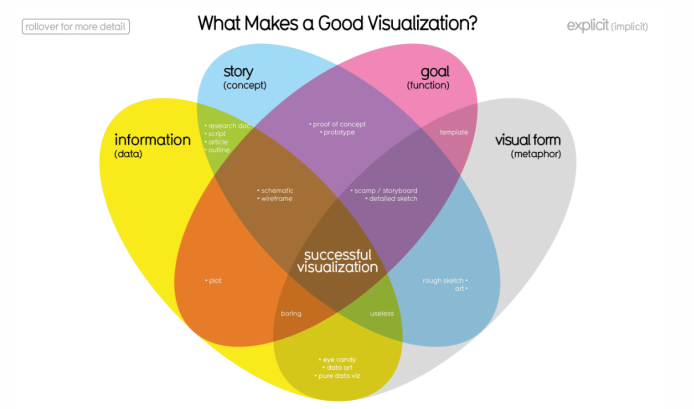 rollover for more detail
What Makes a Good Visualization?
explicit (implicit)
story
(concept)
goal
(function)
information
(data)
visual form
(metaphor)
• research doc
• script
• article
• outline
• proof of concept
• prototype
template
• schematic
• wireframe
• scamp / storyboard
• detailed sketch
successful
visualization
• plot
rough sketch •
art •
boring
useless
• eye candy
• data art
• pure data viz